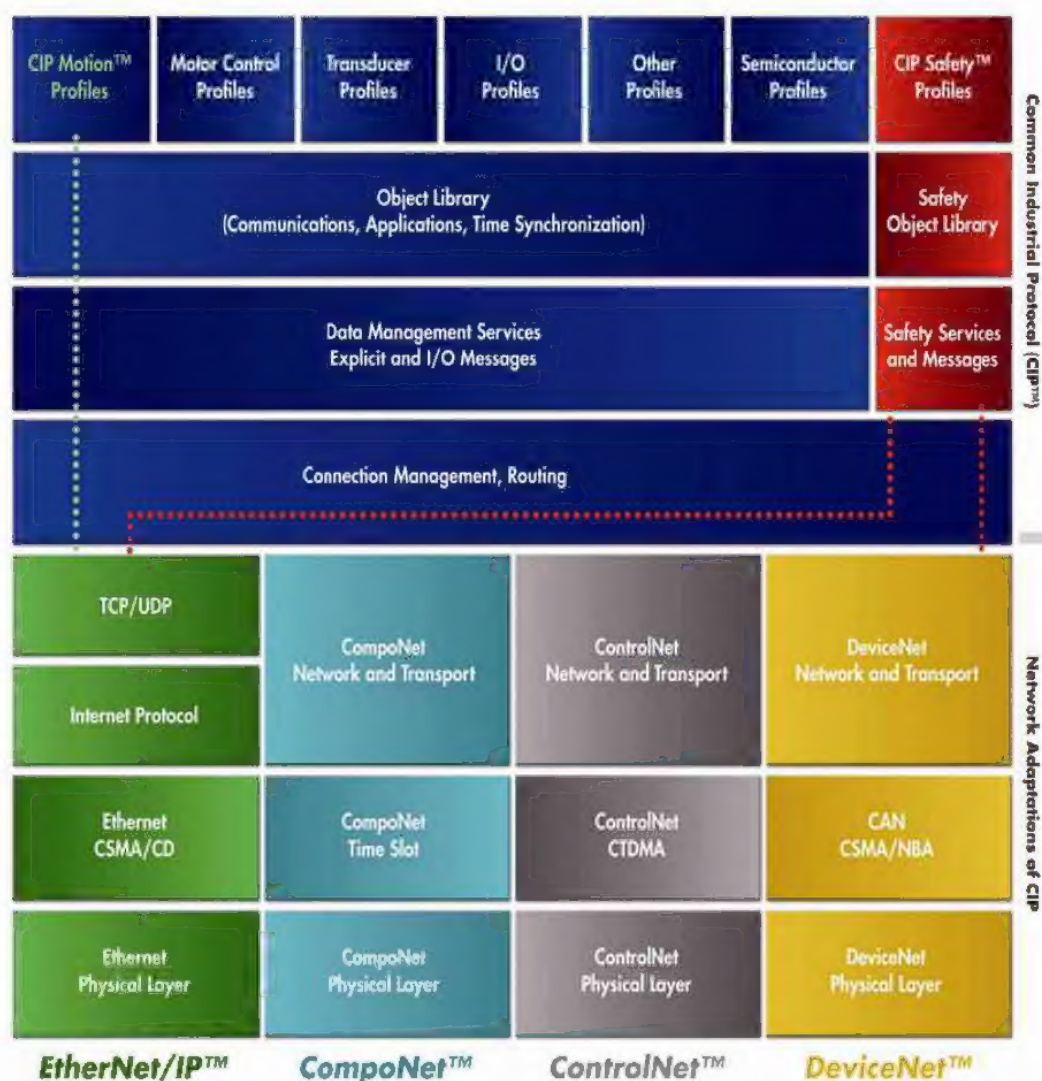 CIP Motion™
Profiles
Motor Control
Profiles
Transducer
Profiles
I/O
Profiles
Other
Profiles
Semiconductor
Profiles
CIP Safety™
Profiles
Object Library
(Communications, Applications, Time Synchronization)
Safety
Object Library
Data Management Services
Explicit and I/O Messages
Safety Services
and Messages
Connection Management, Routing
Common Industrial Protocol (CIP™)
TCP/UDP
Internet Protocol
CompoNet
Network and Transport
ControlNet
Network and Transport
DeviceNet
Network and Transport
Ethernet
CSMA/CD
CompoNet
Time Slot
ControlNet
CTDMA
CAN
CSMA/NBA
Ethernet
Physical Layer
CompoNet
Physical Layer
ControlNet
Physical Layer
DeviceNet
Physical Layer
Network Adaptations of CIP
EtherNet/IP™
CompoNet™
ControlNet™
DeviceNet™